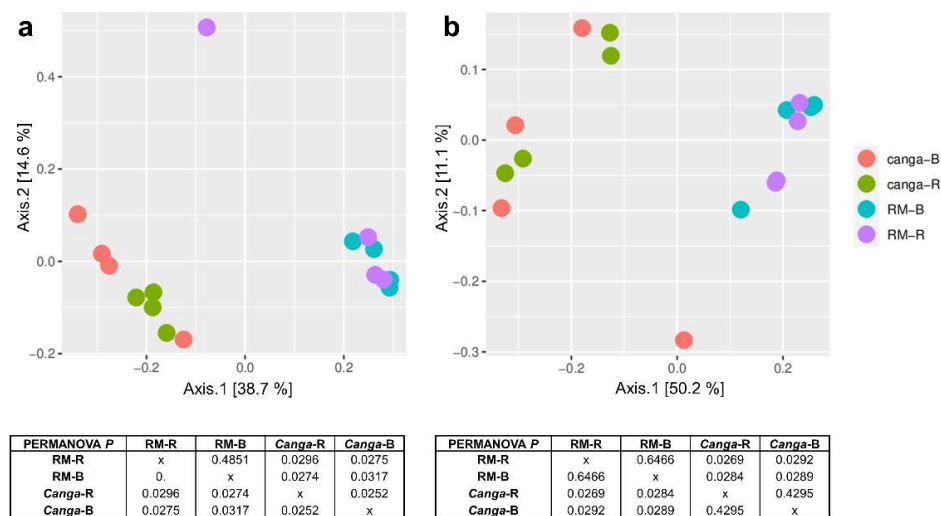 a
b
0.4
0.2
0.0
−0.2
Axis.2 [14.6 %]
−0.2
0.0
0.2
Axis.1 [38.7 %]
0.1
0.0
−0.1
−0.2
−0.3
Axis.2 [11.1 %]
−0.2
0.0
0.2
Axis.1 [50.2 %]
canga−B
canga−R
RM−B
RM−R
PERMANOVA P RM-R RM-B Canga-R Canga-B
RM-R x 0.4851 0.0296 0.0275
RM-B 0. x 0.0274 0.0317
Canga-R 0.0296 0.0274 x 0.0252
Canga-B 0.0275 0.0317 0.0252 x
PERMANOVA P RM-R RM-B Canga-R Canga-B
RM-R x 0.6466 0.0269 0.0292
RM-B 0.6466 x 0.0284 0.0289
Canga-R 0.0269 0.0284 x 0.4295
Canga-B 0.0292 0.0289 0.4295 x